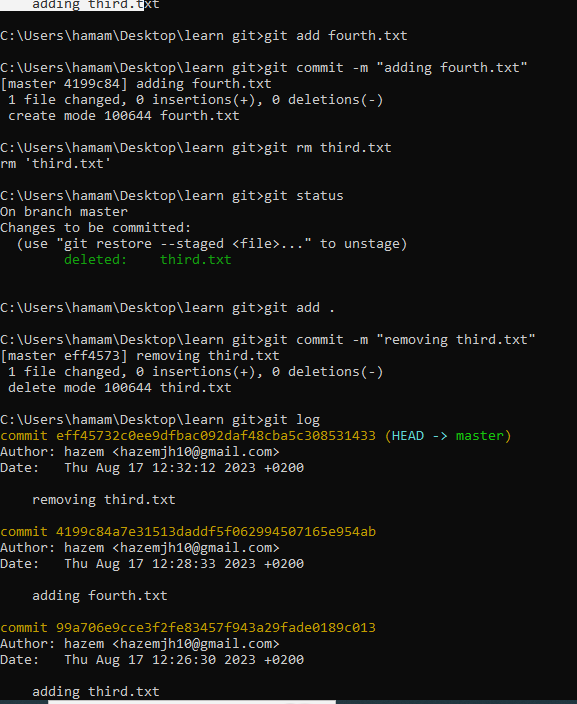 adding third.txt
C:\Users\hamam\Desktop\learn git>git add fourth.txt
C:\Users\hamam\Desktop\learn git>git commit -m "adding fourth.txt"
[master 4199c84] adding fourth.txt
 1 file changed, 0 insertions(+), 0 deletions(-)
 create mode 100644 fourth.txt
C:\Users\hamam\Desktop\learn git>git rm third.txt
rm 'third.txt'
C:\Users\hamam\Desktop\learn git>git status
On branch master
Changes to be committed:
  (use "git restore --staged <file>..." to unstage)
        deleted:    third.txt
C:\Users\hamam\Desktop\learn git>git add .
C:\Users\hamam\Desktop\learn git>git commit -m "removing third.txt"
[master eff4573] removing third.txt
 1 file changed, 0 insertions(+), 0 deletions(-)
 delete mode 100644 third.txt
C:\Users\hamam\Desktop\learn git>git log
commit eff45732c0ee9dfbac092daf48cba5c308531433 (HEAD -> master)
Author: hazem <hazemjh10@gmail.com>
Date:   Thu Aug 17 12:32:12 2023 +0200
    removing third.txt
commit 4199c84a7e31513daddf5f062994507165e954ab
Author: hazem <hazemjh10@gmail.com>
Date:   Thu Aug 17 12:28:33 2023 +0200
    adding fourth.txt
commit 99a706e9cce3f2fe83457f943a29fade0189c013
Author: hazem <hazemjh10@gmail.com>
Date:   Thu Aug 17 12:26:30 2023 +0200
    adding third.txt